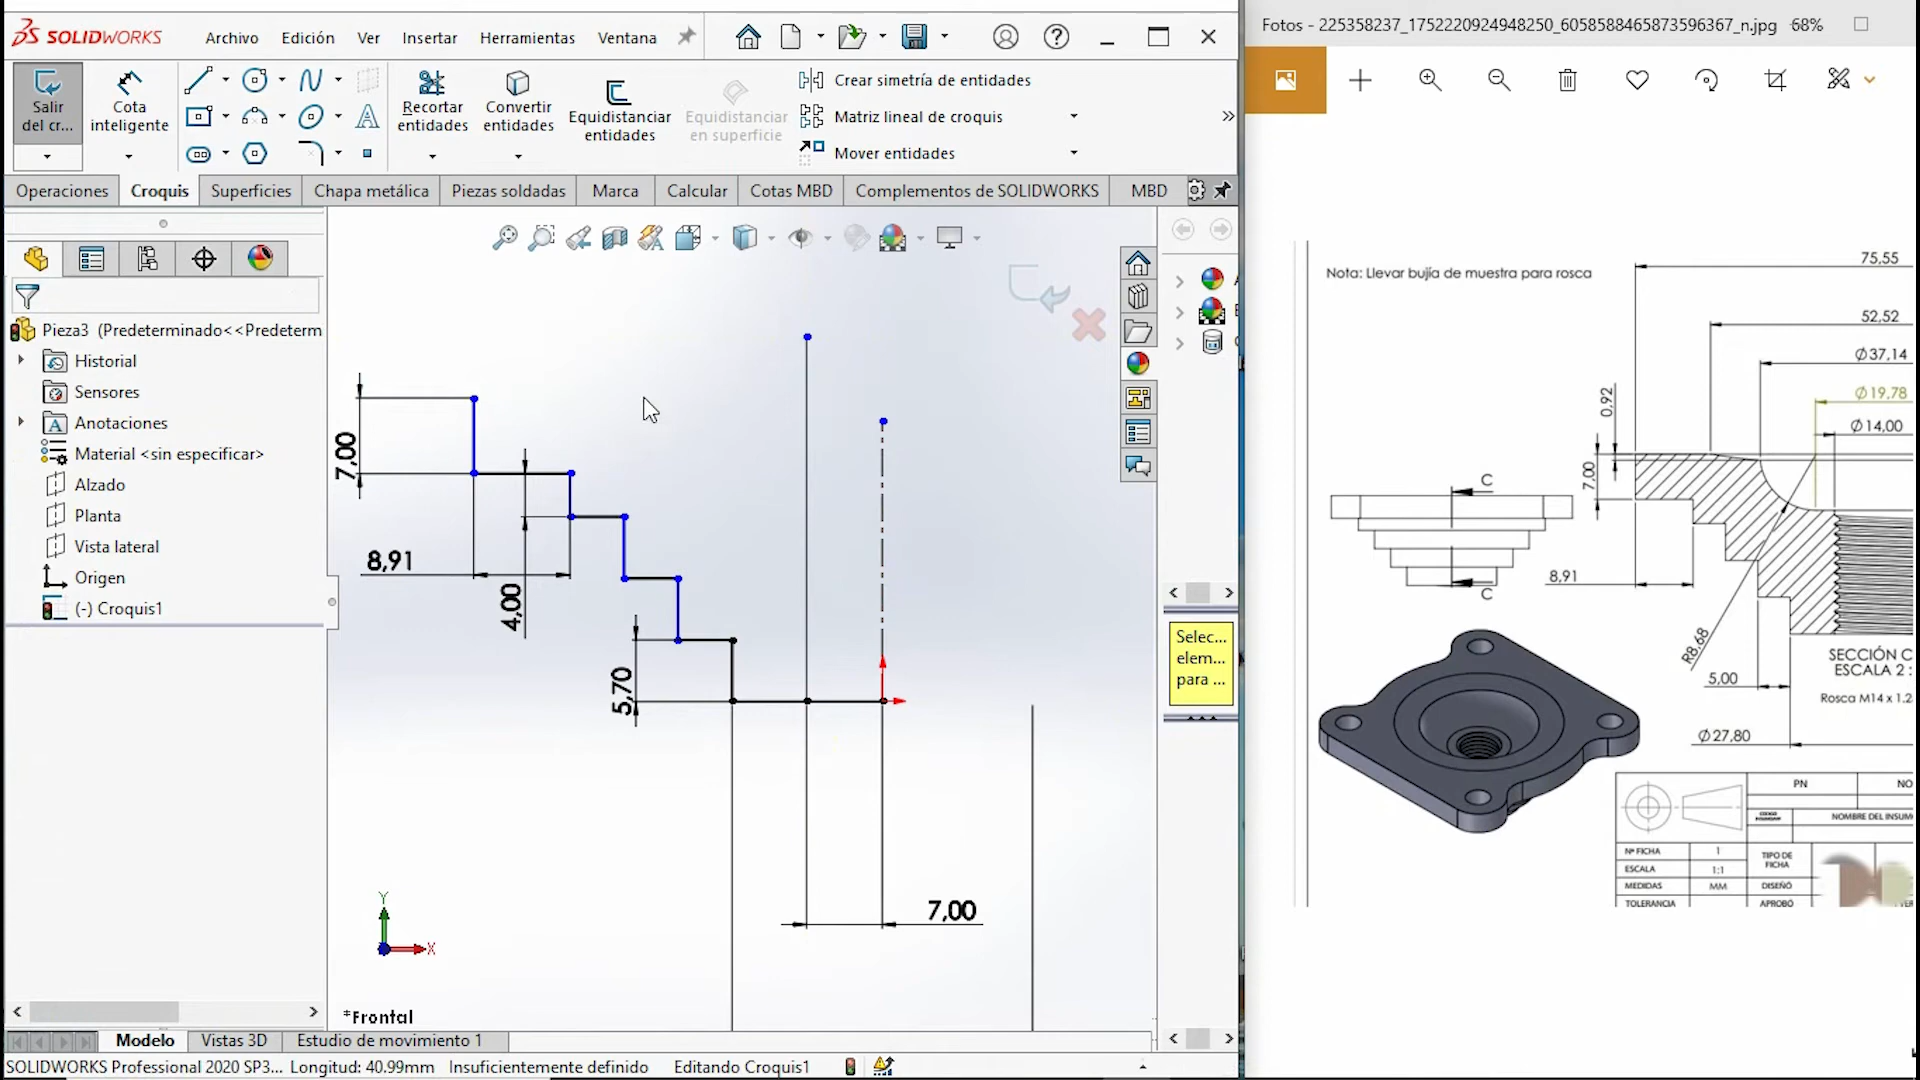 SOLIDWORKS
Archivo Edición Ver Insertar Herramientas Ventana
Salir del cr...
Cota inteligente
Recortar entidades
Convertir entidades
Equidistanciar entidades
Equidistanciar en superficie
Crear simetría de entidades
Matriz lineal de croquis
Mover entidades
Operaciones Croquis Superficies Chapa metálica Piezas soldadas Marca Calcular Cotas MBD Complementos de SOLIDWORKS MBD
Pieza3 (Predeterminado<<Predeterm
Historial
Sensores
Anotaciones
Material <sin especificar>
Alzado
Planta
Vista lateral
Origen
(-) Croquis1
7,00
8,91
4,00
5,70
7,00
Y
X
*Frontal
Selec...
elem...
para ...
Modelo Vistas 3D Estudio de movimiento 1
SOLIDWORKS Professional 2020 SP3... Longitud: 40.99mm Insuficientemente definido Editando Croquis1
Fotos - 225358237_1752220924948250_6058588465873596367_n.jpg 68%
Nota: Llevar bujía de muestra para rosca
75,55
52,52
Ø37,14
Ø19,78
Ø14,00
0,92
7,00
C
C
8,91
R8,68
5,00
Ø27,80
SECCIÓN C
ESCALA 2 :
Rosca M14 x 1.2
PN NO
NOMBRE DEL INSUM
Nº FICHA 1 TIPO DE FICHA
ESCALA 1:1
MEDIDAS MM DISEÑÓ
TOLERANCIA APROBÓ